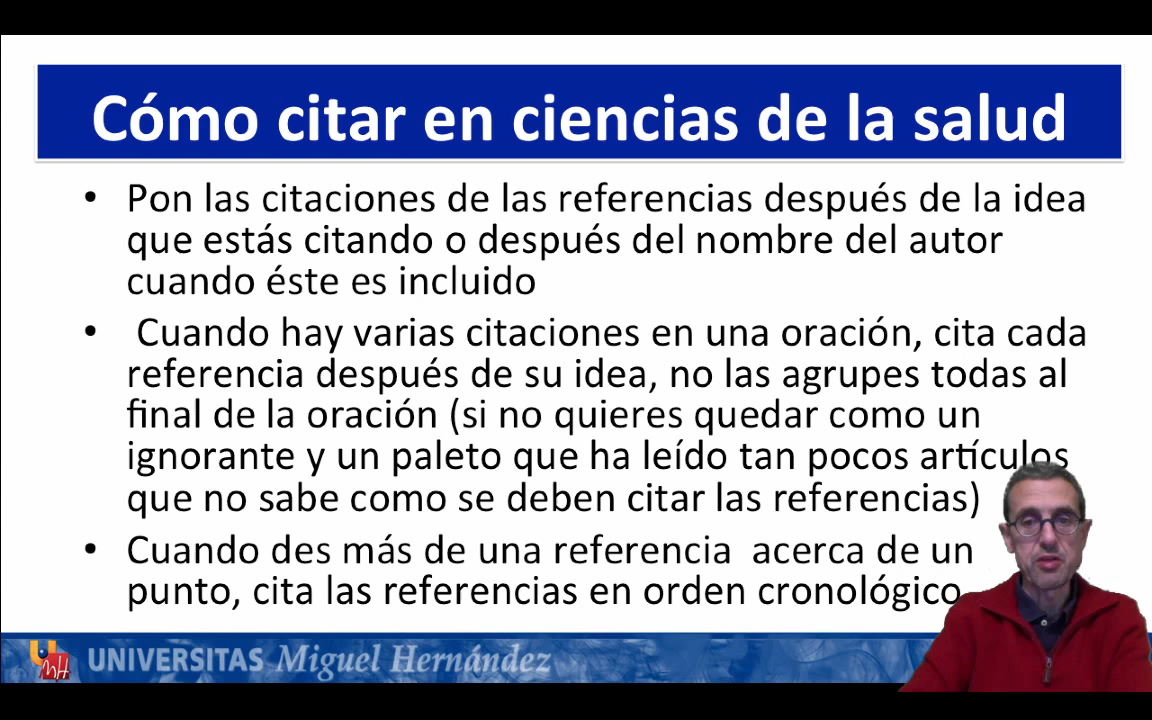 Cómo citar en ciencias de la salud
• Pon las citaciones de las referencias después de la idea
que estás citando o después del nombre del autor
cuando éste es incluido
• Cuando hay varias citaciones en una oración, cita cada
referencia después de su idea, no las agrupes todas al
final de la oración (si no quieres quedar como un
ignorante y un paleto que ha leído tan pocos artículos
que no sabe como se deben citar las referencias)
• Cuando des más de una referencia acerca de un
punto, cita las referencias en orden cronológico
UNIVERSITAS Miguel Hernández